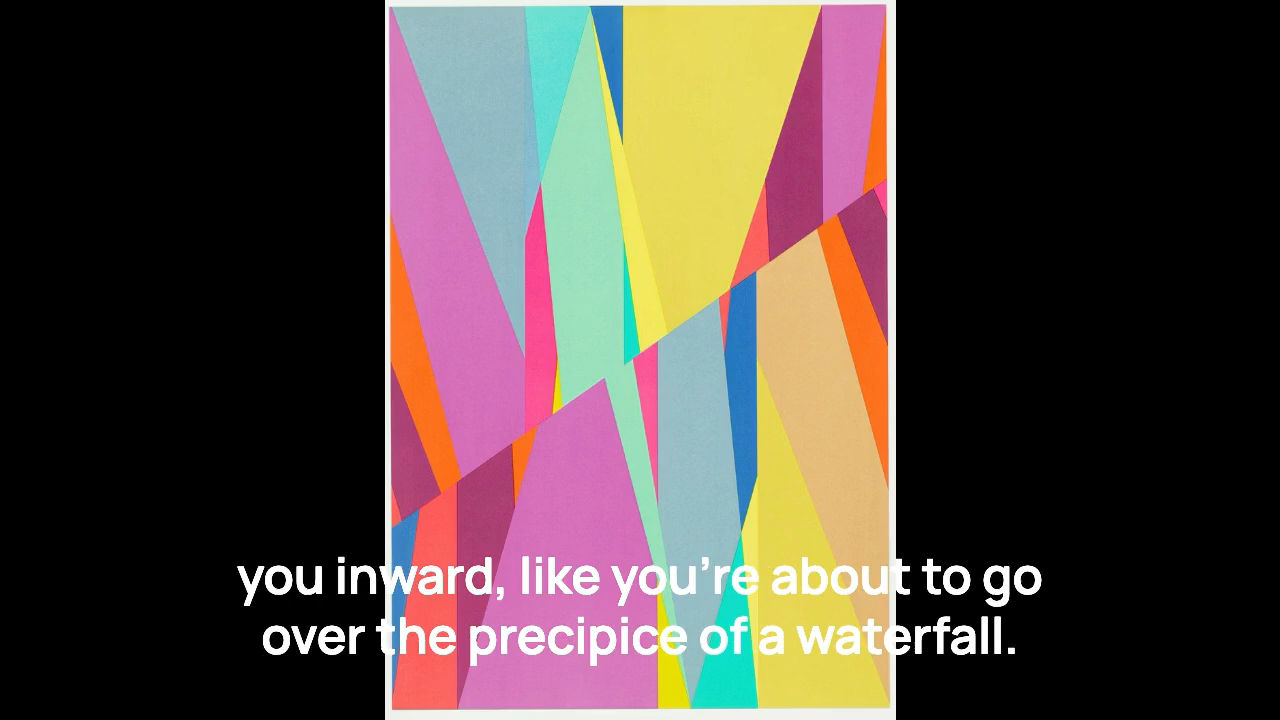 you inward, like you’re about to go
over the precipice of a waterfall.